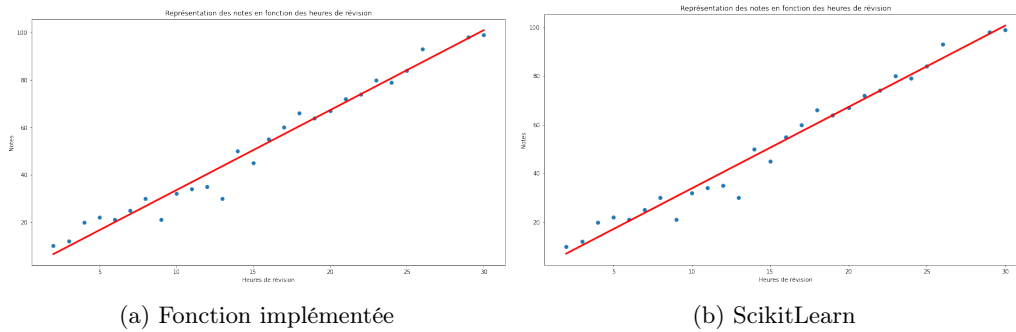 Représentation des notes en fonction des heures de révision
100
80
60
40
20
Notes
5
10
15
20
25
30
Heures de révision
(a) Fonction implémentée
Représentation des notes en fonction des heures de révision
100
80
60
40
20
Notes
5
10
15
20
25
30
Heures de révision
(b) ScikitLearn